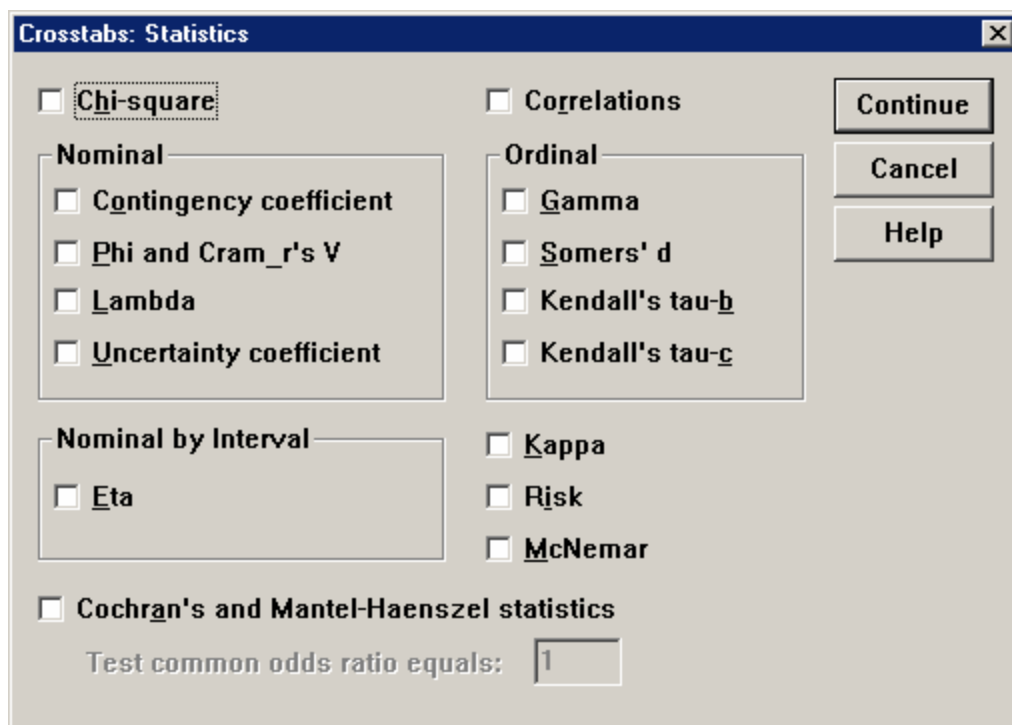 Crosstabs: Statistics
Chi-square
Correlations
Continue
Cancel
Help
Nominal
Contingency coefficient
Phi and Cram_r's V
Lambda
Uncertainty coefficient
Ordinal
Gamma
Somers' d
Kendall's tau-b
Kendall's tau-c
Nominal by Interval
Eta
Kappa
Risk
McNemar
Cochran's and Mantel-Haenszel statistics
Test common odds ratio equals: 1